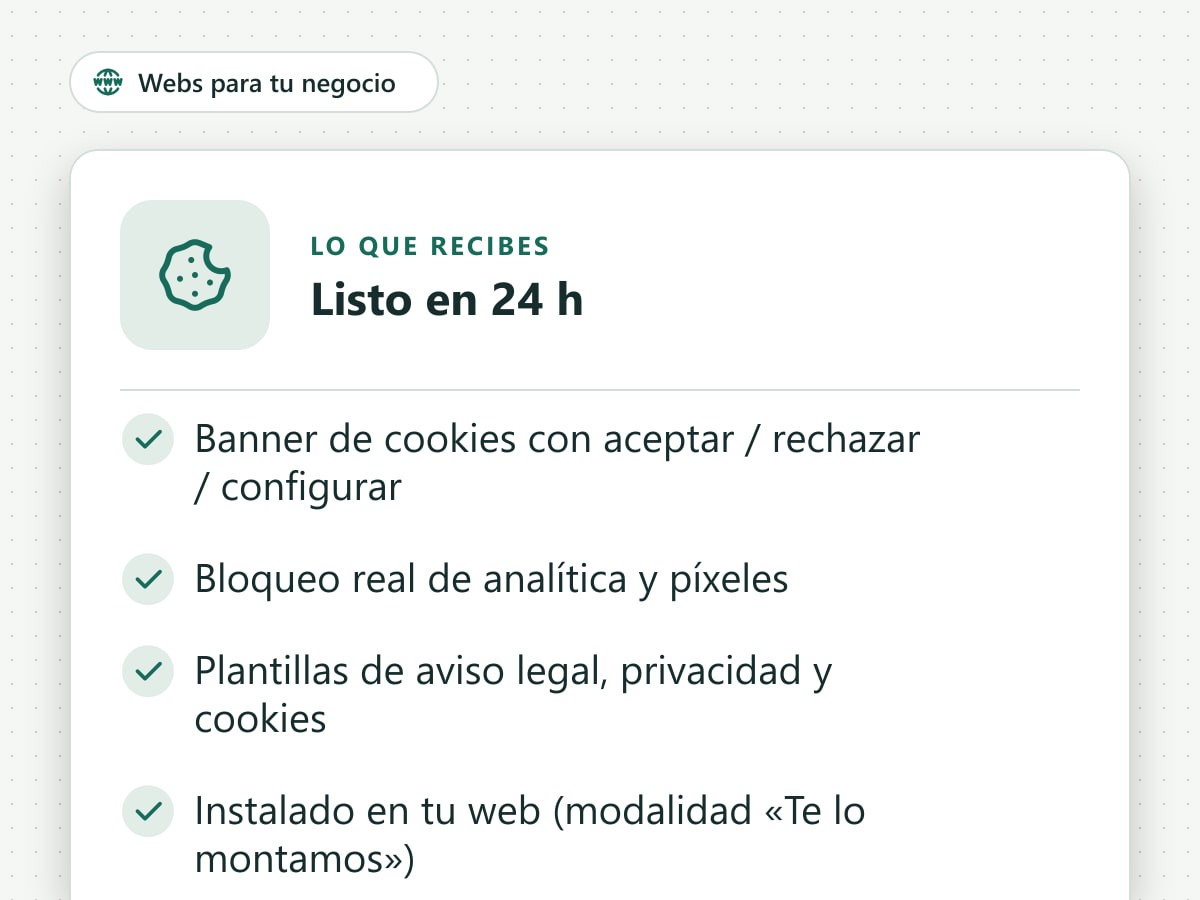 www
Webs para tu negocio
LO QUE RECIBES
Listo en 24 h
Banner de cookies con aceptar / rechazar
/ configurar
Bloqueo real de analítica y píxeles
Plantillas de aviso legal, privacidad y
cookies
Instalado en tu web (modalidad «Te lo
montamos»)